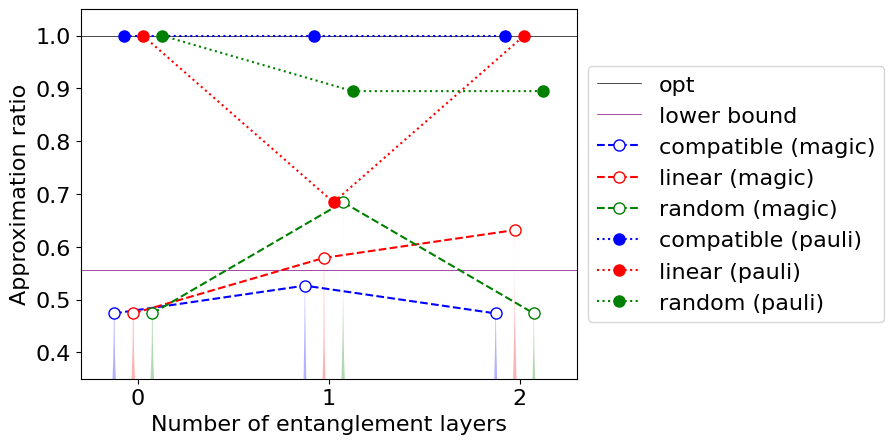 1.0
0.9
0.8
0.7
0.6
0.5
0.4
Approximation ratio
0
1
2
Number of entanglement layers
opt
lower bound
compatible (magic)
linear (magic)
random (magic)
compatible (pauli)
linear (pauli)
random (pauli)